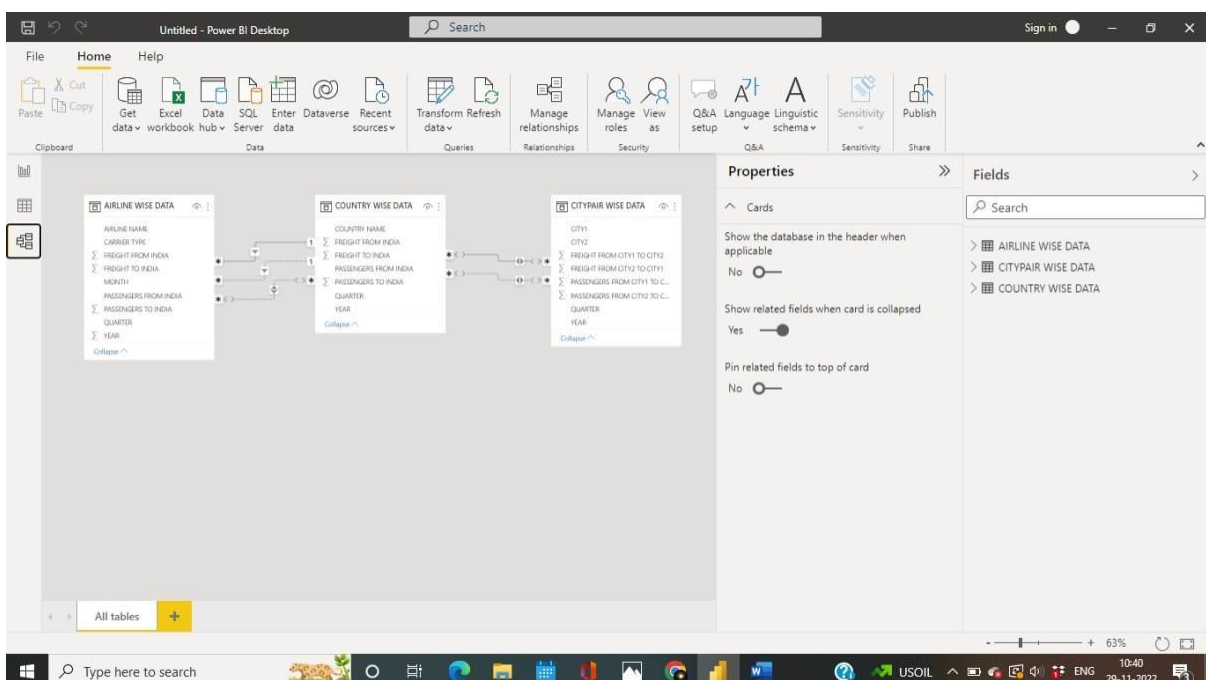 Untitled - Power BI Desktop
Search
Sign in
File Home Help
Paste
Cut
Copy
Get data
Excel workbook
Data hub
SQL Server
Enter data
Dataverse
Recent sources
Transform data
Refresh
Manage relationships
Manage roles
View as
Q&A setup
Language
Linguistic schema
Sensitivity
Publish
Clipboard
Data
Queries
Relationships
Security
Q&A
Sensitivity
Share
AIRLINE WISE DATA
AIRLINE NAME
CARRIER TYPE
FREIGHT FROM INDIA
FREIGHT TO INDIA
MONTH
PASSENGERS FROM INDIA
PASSENGERS TO INDIA
QUARTER
YEAR
Collapse
COUNTRY WISE DATA
COUNTRY NAME
FREIGHT FROM INDIA
FREIGHT TO INDIA
PASSENGERS FROM INDIA
PASSENGERS TO INDIA
QUARTER
YEAR
Collapse
1
1
CITYPAIR WISE DATA
CITY1
CITY2
FREIGHT FROM CITY1 TO CITY2
FREIGHT FROM CITY2 TO CITY1
PASSENGERS FROM CITY1 TO C...
PASSENGERS FROM CITY2 TO C...
QUARTER
YEAR
Collapse
Properties
Cards
Show the database in the header when
applicable
No
Show related fields when card is collapsed
Yes
Pin related fields to top of card
No
Fields
Search
AIRLINE WISE DATA
CITYPAIR WISE DATA
COUNTRY WISE DATA
All tables
63%
Type here to search
USOIL
ENG
10:40
29-11-2022
3